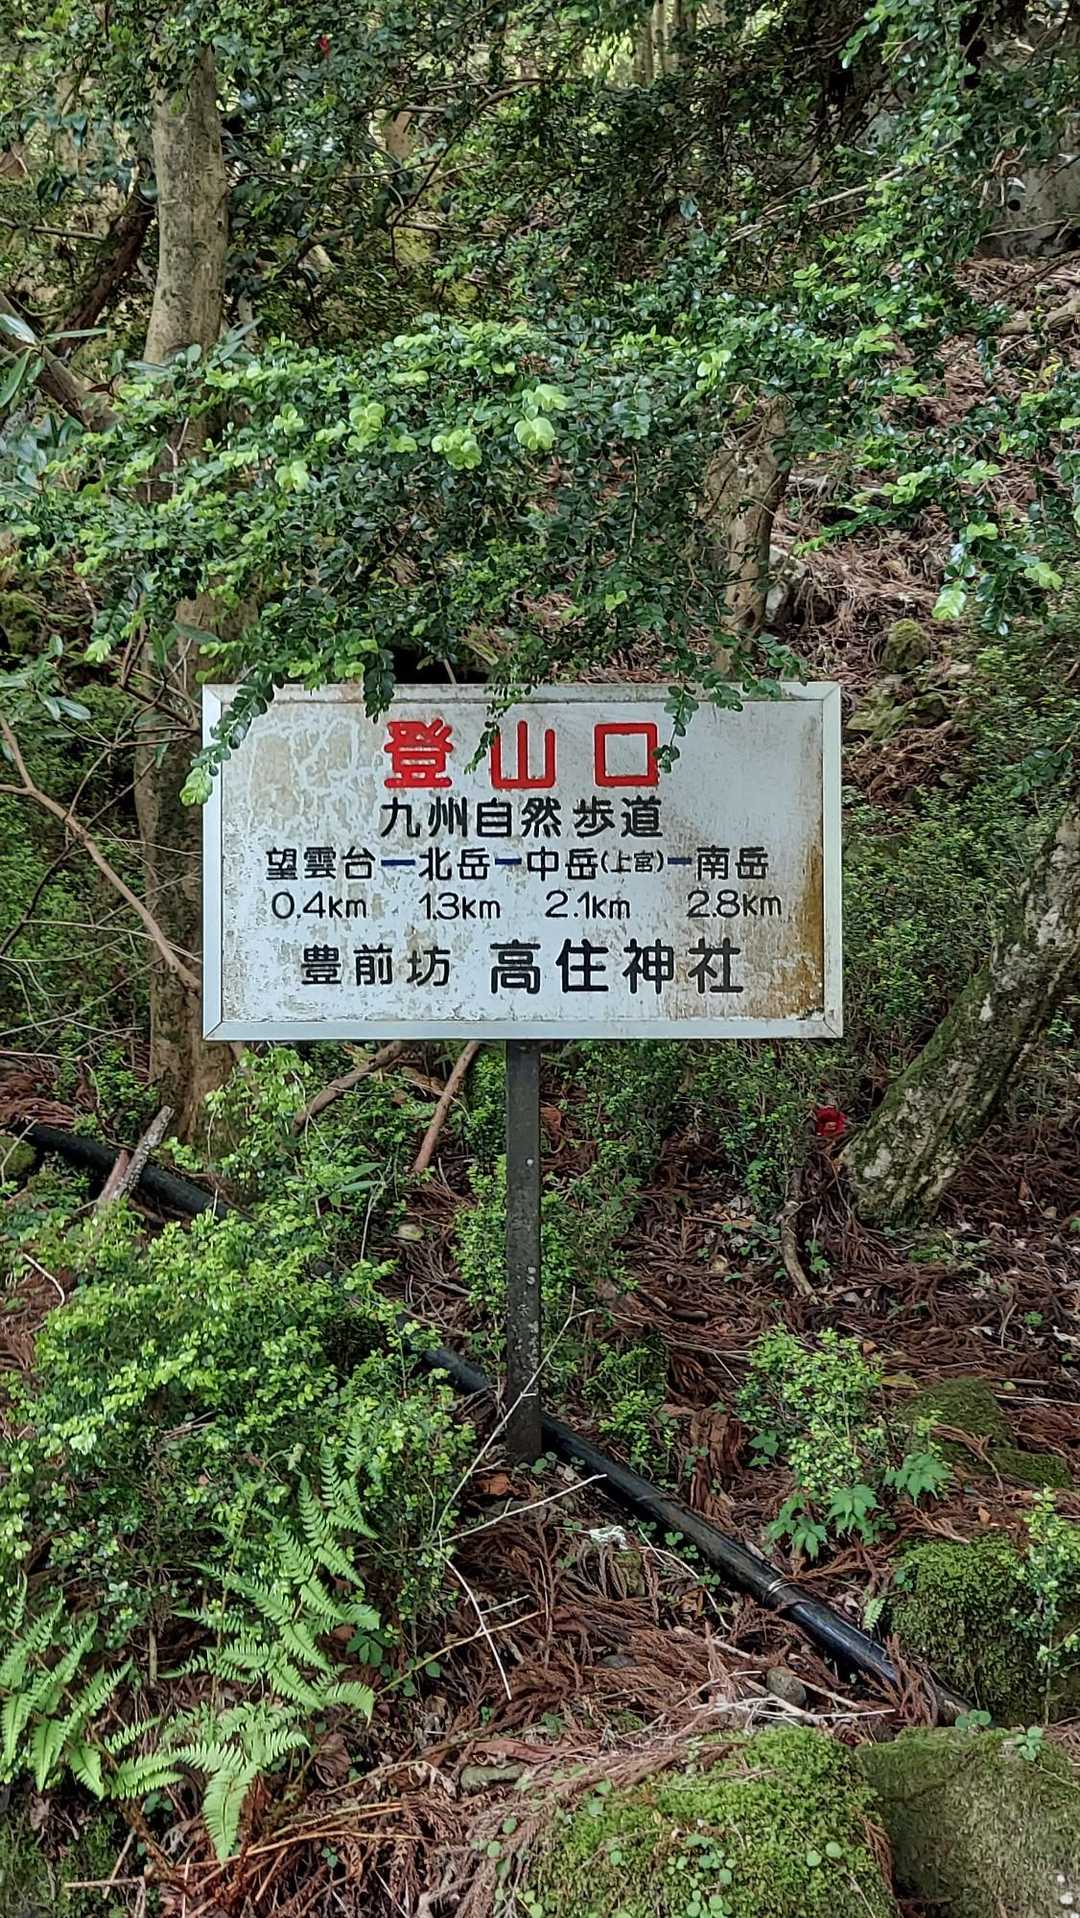 登山口
九州自然歩道
望雲台ー北岳ー中岳(上宮)ー南岳
0.4km 1.3km 2.1km 2.8km
豊前坊 高住神社